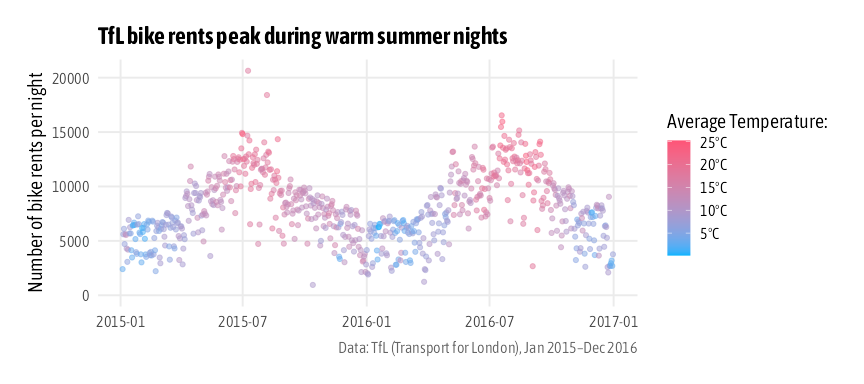 TfL bike rents peak during warm summer nights
Number of bike rents per night
20000
15000
10000
5000
0
2015-01
2015-07
2016-01
2016-07
2017-01
Average Temperature:
25°C
20°C
15°C
10°C
5°C
Data: TfL (Transport for London), Jan 2015–Dec 2016